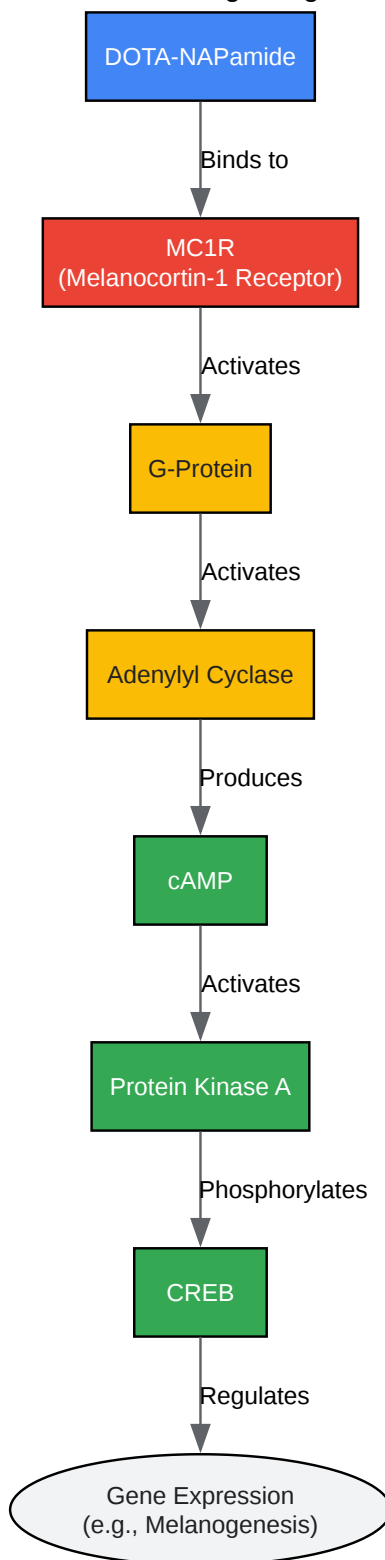 DOTA-NAPamide
Binds to
MC1R
(Melanocortin-1 Receptor)
Activates
G-Protein
Activates
Adenylyl Cyclase
Produces
cAMP
Activates
Protein Kinase A
Phosphorylates
CREB
Regulates
Gene Expression
(e.g., Melanogenesis)